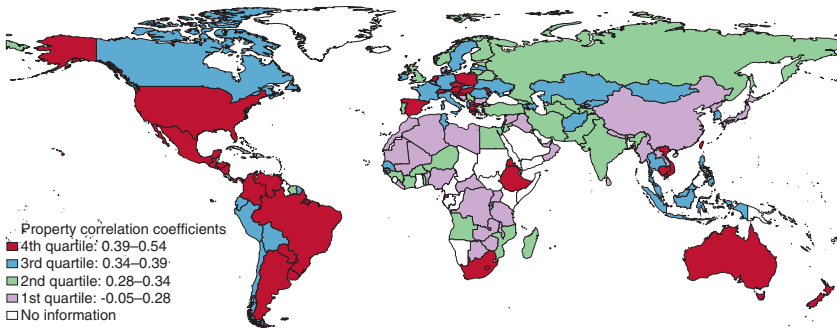 Property correlation coefficients
4th quartile: 0.39–0.54
3rd quartile: 0.34–0.39
2nd quartile: 0.28–0.34
1st quartile: -0.05–0.28
No information